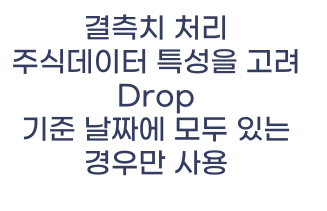 결측치 처리
주식데이터 특성을 고려
Drop
기준 날짜에 모두 있는
경우만 사용